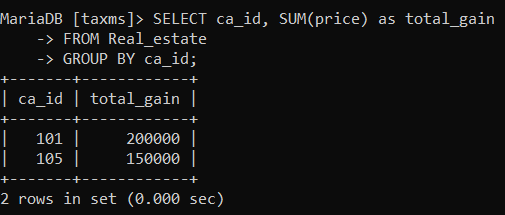 MariaDB [taxms]> SELECT ca_id, SUM(price) as total_gain
    -> FROM Real_estate
    -> GROUP BY ca_id;
+-------+------------+
| ca_id | total_gain |
+-------+------------+
|   101 |     200000 |
|   105 |     150000 |
+-------+------------+
2 rows in set (0.000 sec)